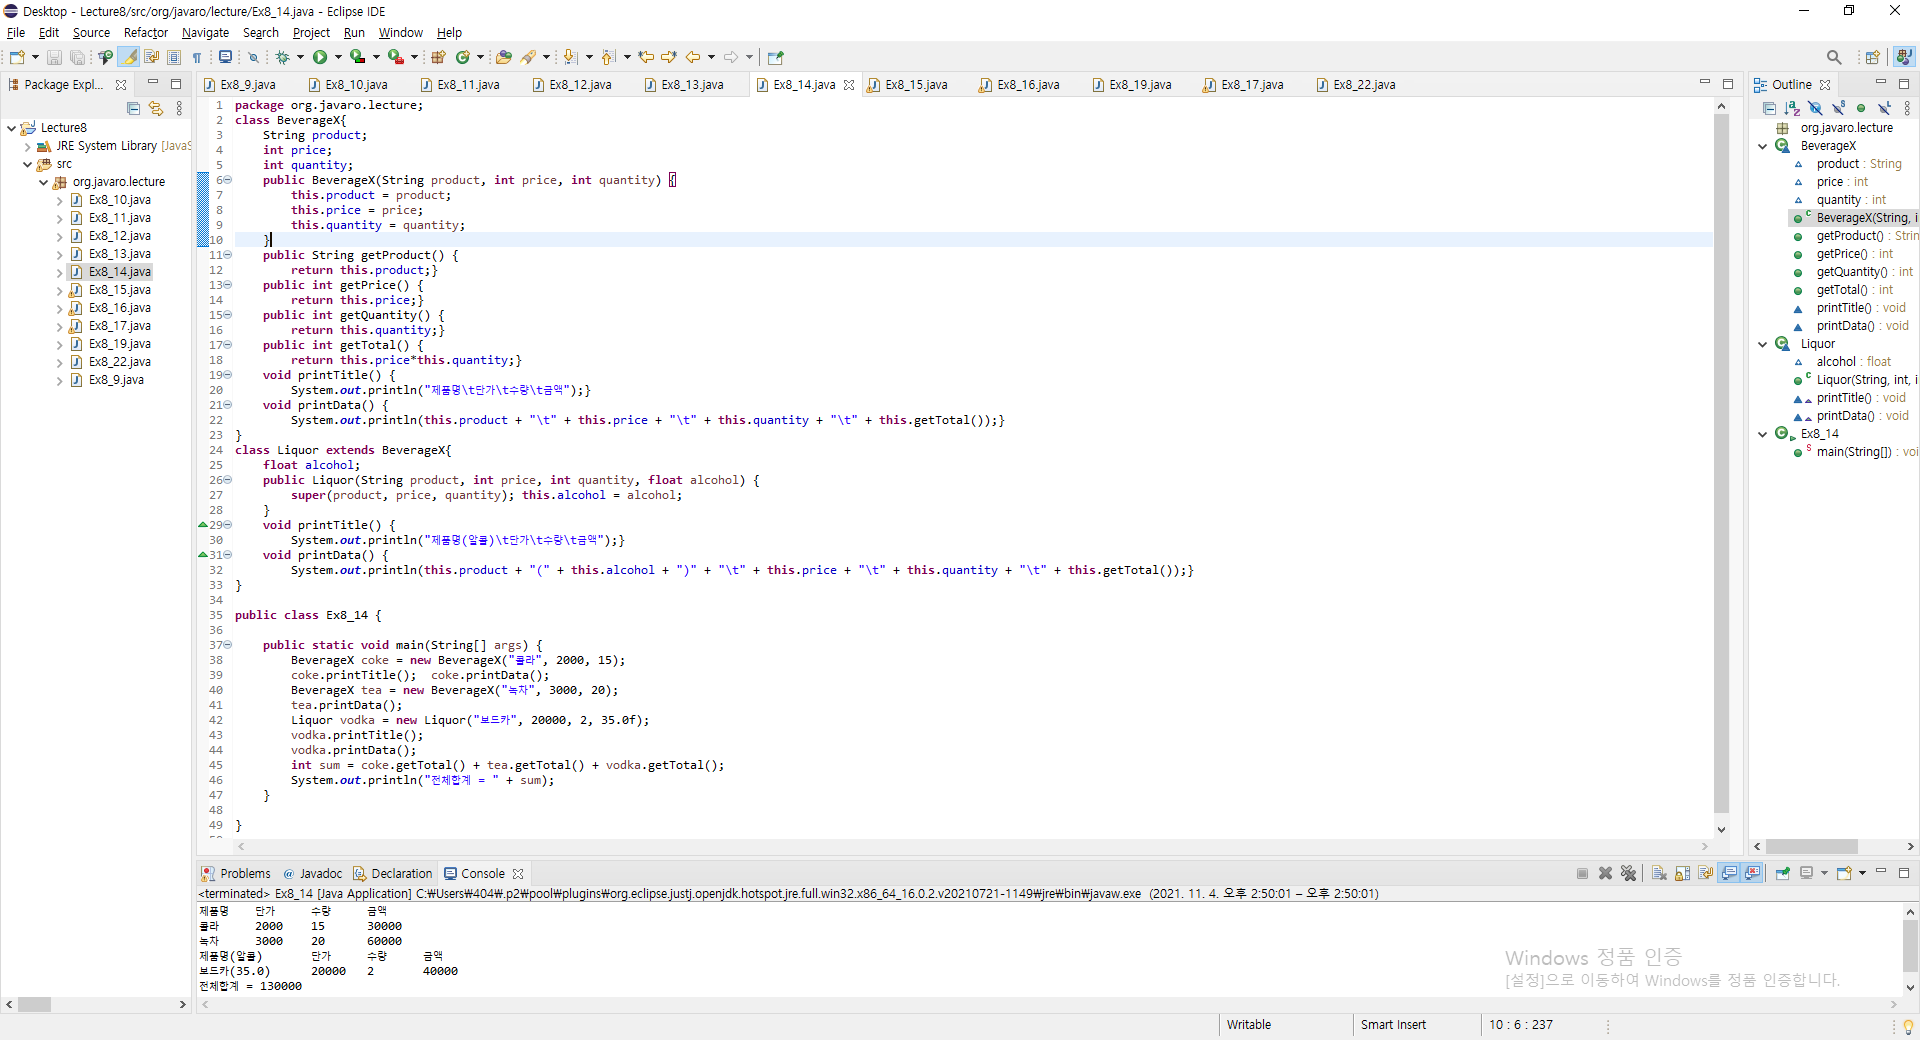 Desktop - Lecture8/src/org/javaro/lecture/Ex8_14.java - Eclipse IDE
File Edit Source Refactor Navigate Search Project Run Window Help
Package Expl...
Lecture8
JRE System Library [JavaS
src
org.javaro.lecture
Ex8_10.java
Ex8_11.java
Ex8_12.java
Ex8_13.java
Ex8_14.java
Ex8_15.java
Ex8_16.java
Ex8_17.java
Ex8_19.java
Ex8_22.java
Ex8_9.java
Ex8_9.java Ex8_10.java Ex8_11.java Ex8_12.java Ex8_13.java Ex8_14.java Ex8_15.java Ex8_16.java Ex8_19.java Ex8_17.java Ex8_22.java
1 package org.javaro.lecture;
2 class BeverageX{
3 String product;
4 int price;
5 int quantity;
6 public BeverageX(String product, int price, int quantity) {
7 this.product = product;
8 this.price = price;
9 this.quantity = quantity;
10 }
11 public String getProduct() {
12 return this.product;}
13 public int getPrice() {
14 return this.price;}
15 public int getQuantity() {
16 return this.quantity;}
17 public int getTotal() {
18 return this.price*this.quantity;}
19 void printTitle() {
20 System.out.println("제품명\t단가\t수량\t금액");}
21 void printData() {
22 System.out.println(this.product + "\t" + this.price + "\t" + this.quantity + "\t" + this.getTotal());}
23 }
24 class Liquor extends BeverageX{
25 float alcohol;
26 public Liquor(String product, int price, int quantity, float alcohol) {
27 super(product, price, quantity); this.alcohol = alcohol;
28 }
29 void printTitle() {
30 System.out.println("제품명(알콜)\t단가\t수량\t금액");}
31 void printData() {
32 System.out.println(this.product + "(" + this.alcohol + ")" + "\t" + this.price + "\t" + this.quantity + "\t" + this.getTotal());}
33 }
34
35 public class Ex8_14 {
36
37 public static void main(String[] args) {
38 BeverageX coke = new BeverageX("콜라", 2000, 15);
39 coke.printTitle(); coke.printData();
40 BeverageX tea = new BeverageX("녹차", 3000, 20);
41 tea.printData();
42 Liquor vodka = new Liquor("보드카", 20000, 2, 35.0f);
43 vodka.printTitle();
44 vodka.printData();
45 int sum = coke.getTotal() + tea.getTotal() + vodka.getTotal();
46 System.out.println("전체합계 = " + sum);
47 }
48
49 }
Outline
org.javaro.lecture
BeverageX
product : String
price : int
quantity : int
BeverageX(String, i
getProduct() : Strin
getPrice() : int
getQuantity() : int
getTotal() : int
printTitle() : void
printData() : void
Liquor
alcohol : float
Liquor(String, int, i
printTitle() : void
printData() : void
Ex8_14
main(String[]) : voi
Problems Javadoc Declaration Console
<terminated> Ex8_14 [Java Application] C:₩Users₩404₩.p2₩pool₩plugins₩org.eclipse.justj.openjdk.hotspot.jre.full.win32.x86_64_16.0.2.v20210721-1149₩jre₩bin₩javaw.exe (2021. 11. 4. 오후 2:50:01 – 오후 2:50:01)
제품명 단가 수량 금액
콜라 2000 15 30000
녹차 3000 20 60000
제품명(알콜) 단가 수량 금액
보드카(35.0) 20000 2 40000
전체합계 = 130000
Windows 정품 인증
[설정]으로 이동하여 Windows를 정품 인증합니다.
Writable Smart Insert 10 : 6 : 237